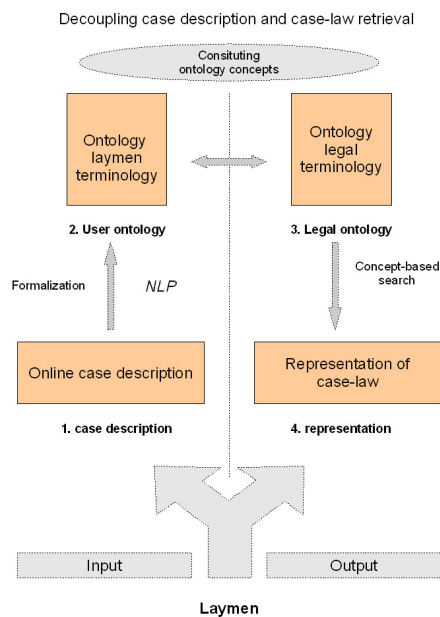 Decoupling case description and case-law retrieval
Consituting
ontology concepts
Ontology
laymen
terminology
Ontology
legal
terminology
2. User ontology
3. Legal ontology
Formalization
NLP
Concept-based
search
Online case description
Representation of
case-law
1. case description
4. representation
Input
Output
Laymen